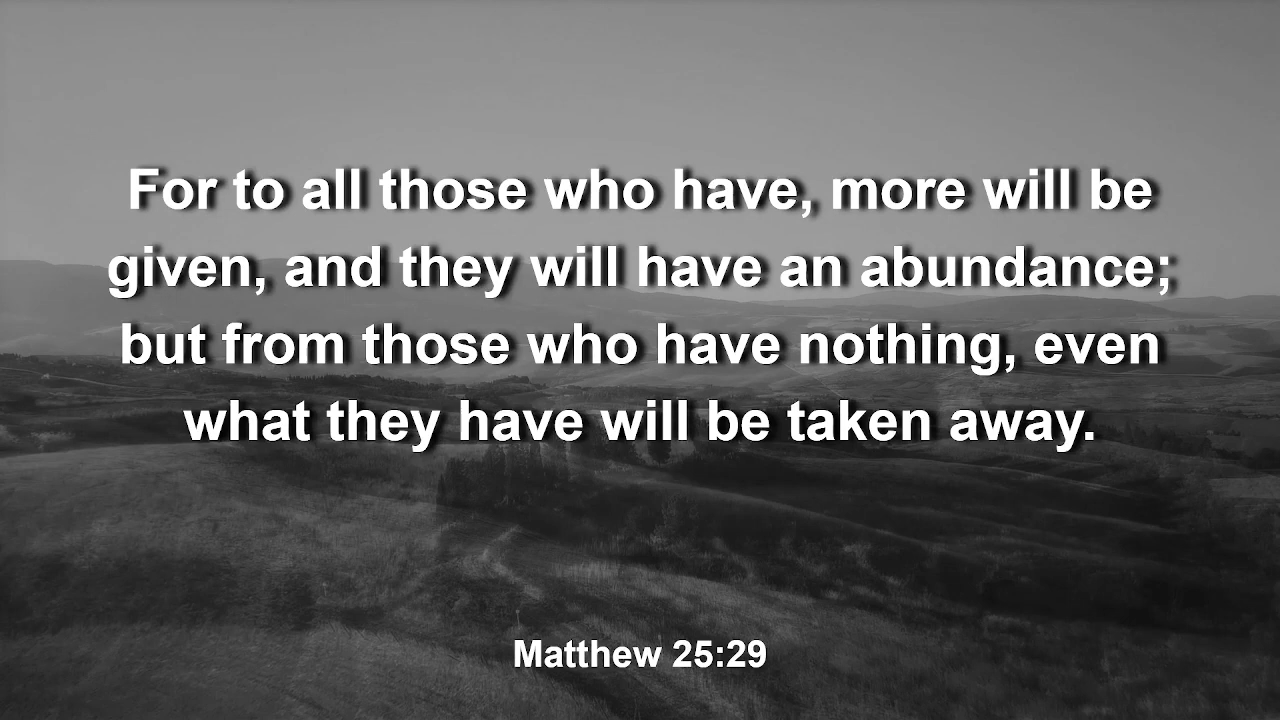 For to all those who have, more will be
given, and they will have an abundance;
but from those who have nothing, even
what they have will be taken away.
Matthew 25:29